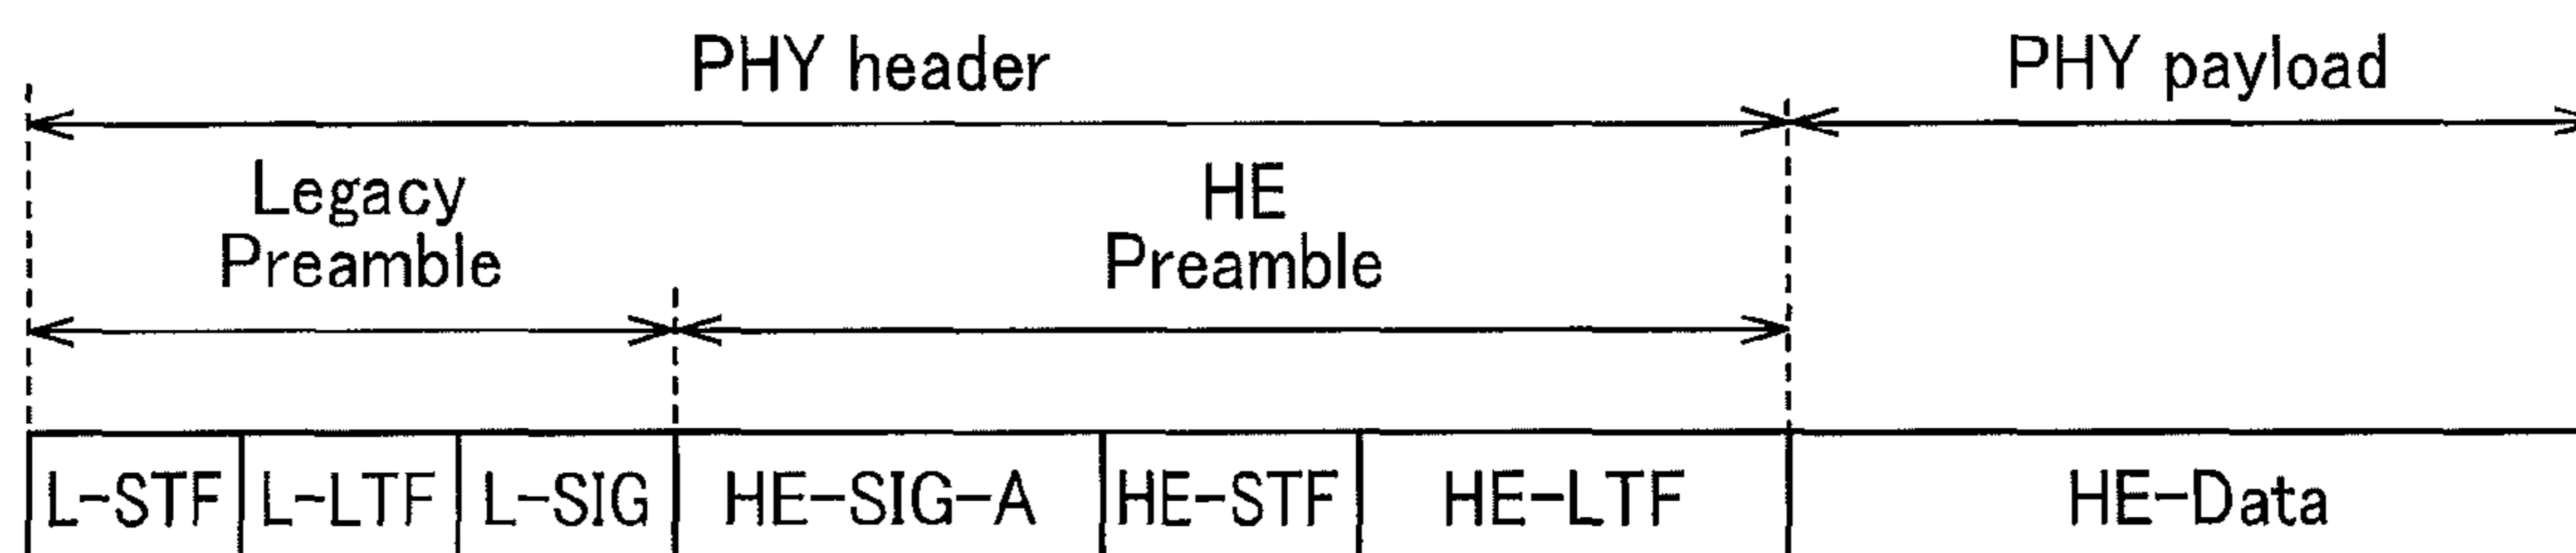 PHY header
PHY payload
Legacy
Preamble
HE
Preamble
L-STF
L-LTF
L-SIG
HE-SIG-A
HE-STF
HE-LTF
HE-Data